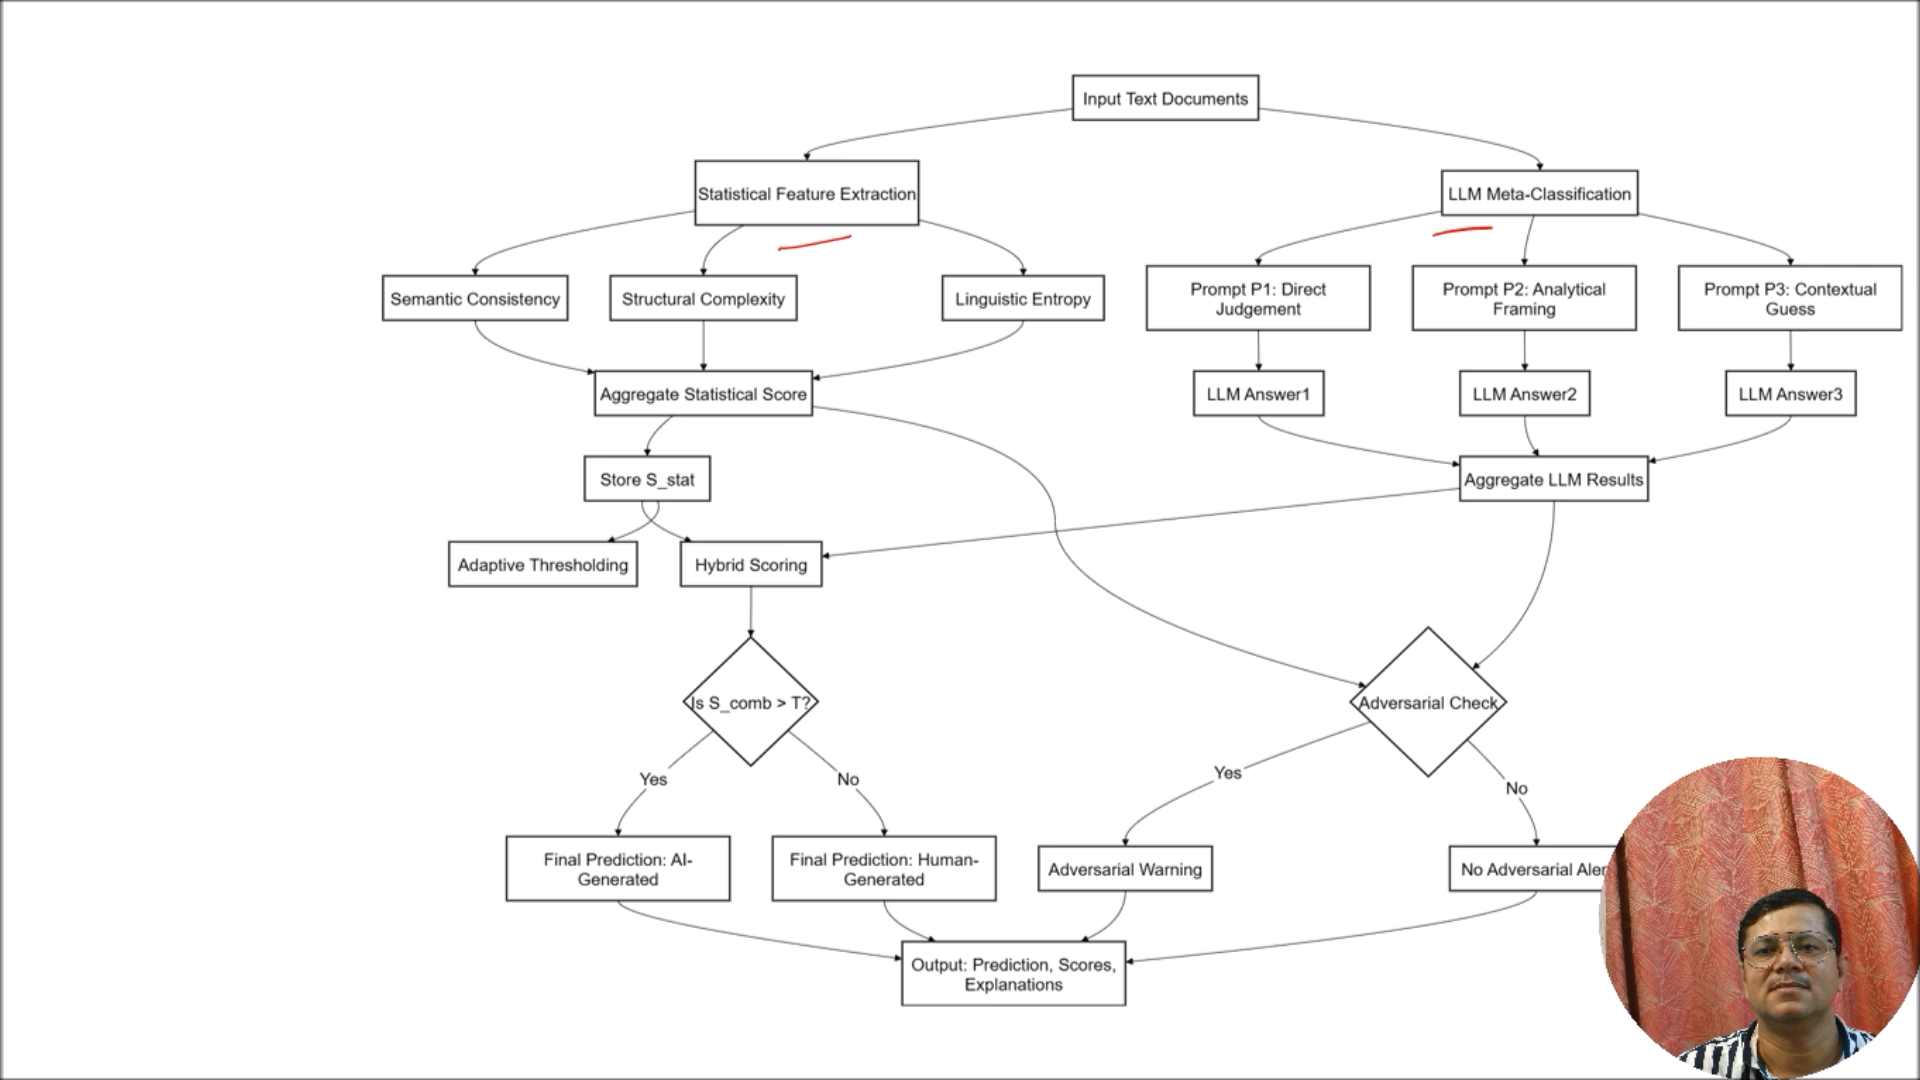 Input Text Documents
Statistical Feature Extraction
LLM Meta-Classification
Semantic Consistency
Structural Complexity
Linguistic Entropy
Prompt P1: Direct
Judgement
Prompt P2: Analytical
Framing
Prompt P3: Contextual
Guess
Aggregate Statistical Score
LLM Answer1
LLM Answer2
LLM Answer3
Store S_stat
Aggregate LLM Results
Adaptive Thresholding
Hybrid Scoring
Is S_comb > T?
Adversarial Check
Yes
No
Yes
No
Final Prediction: AI-
Generated
Final Prediction: Human-
Generated
Adversarial Warning
No Adversarial Aler
Output: Prediction, Scores,
Explanations